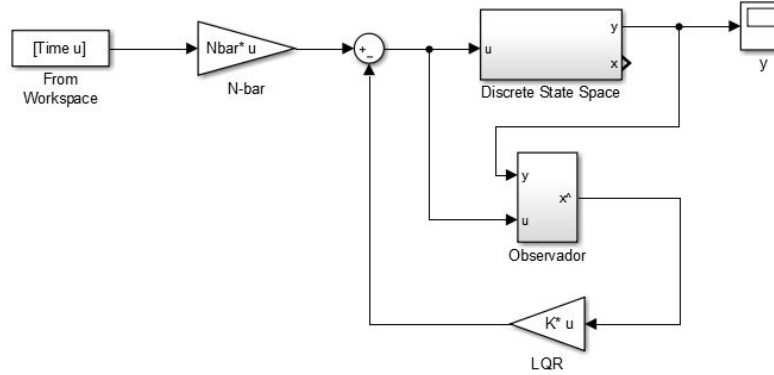 [Time u]
From
Workspace
Nbar* u
N-bar
+
−
u
y
x
Discrete State Space
y
y
u
x^
Observador
K* u
LQR